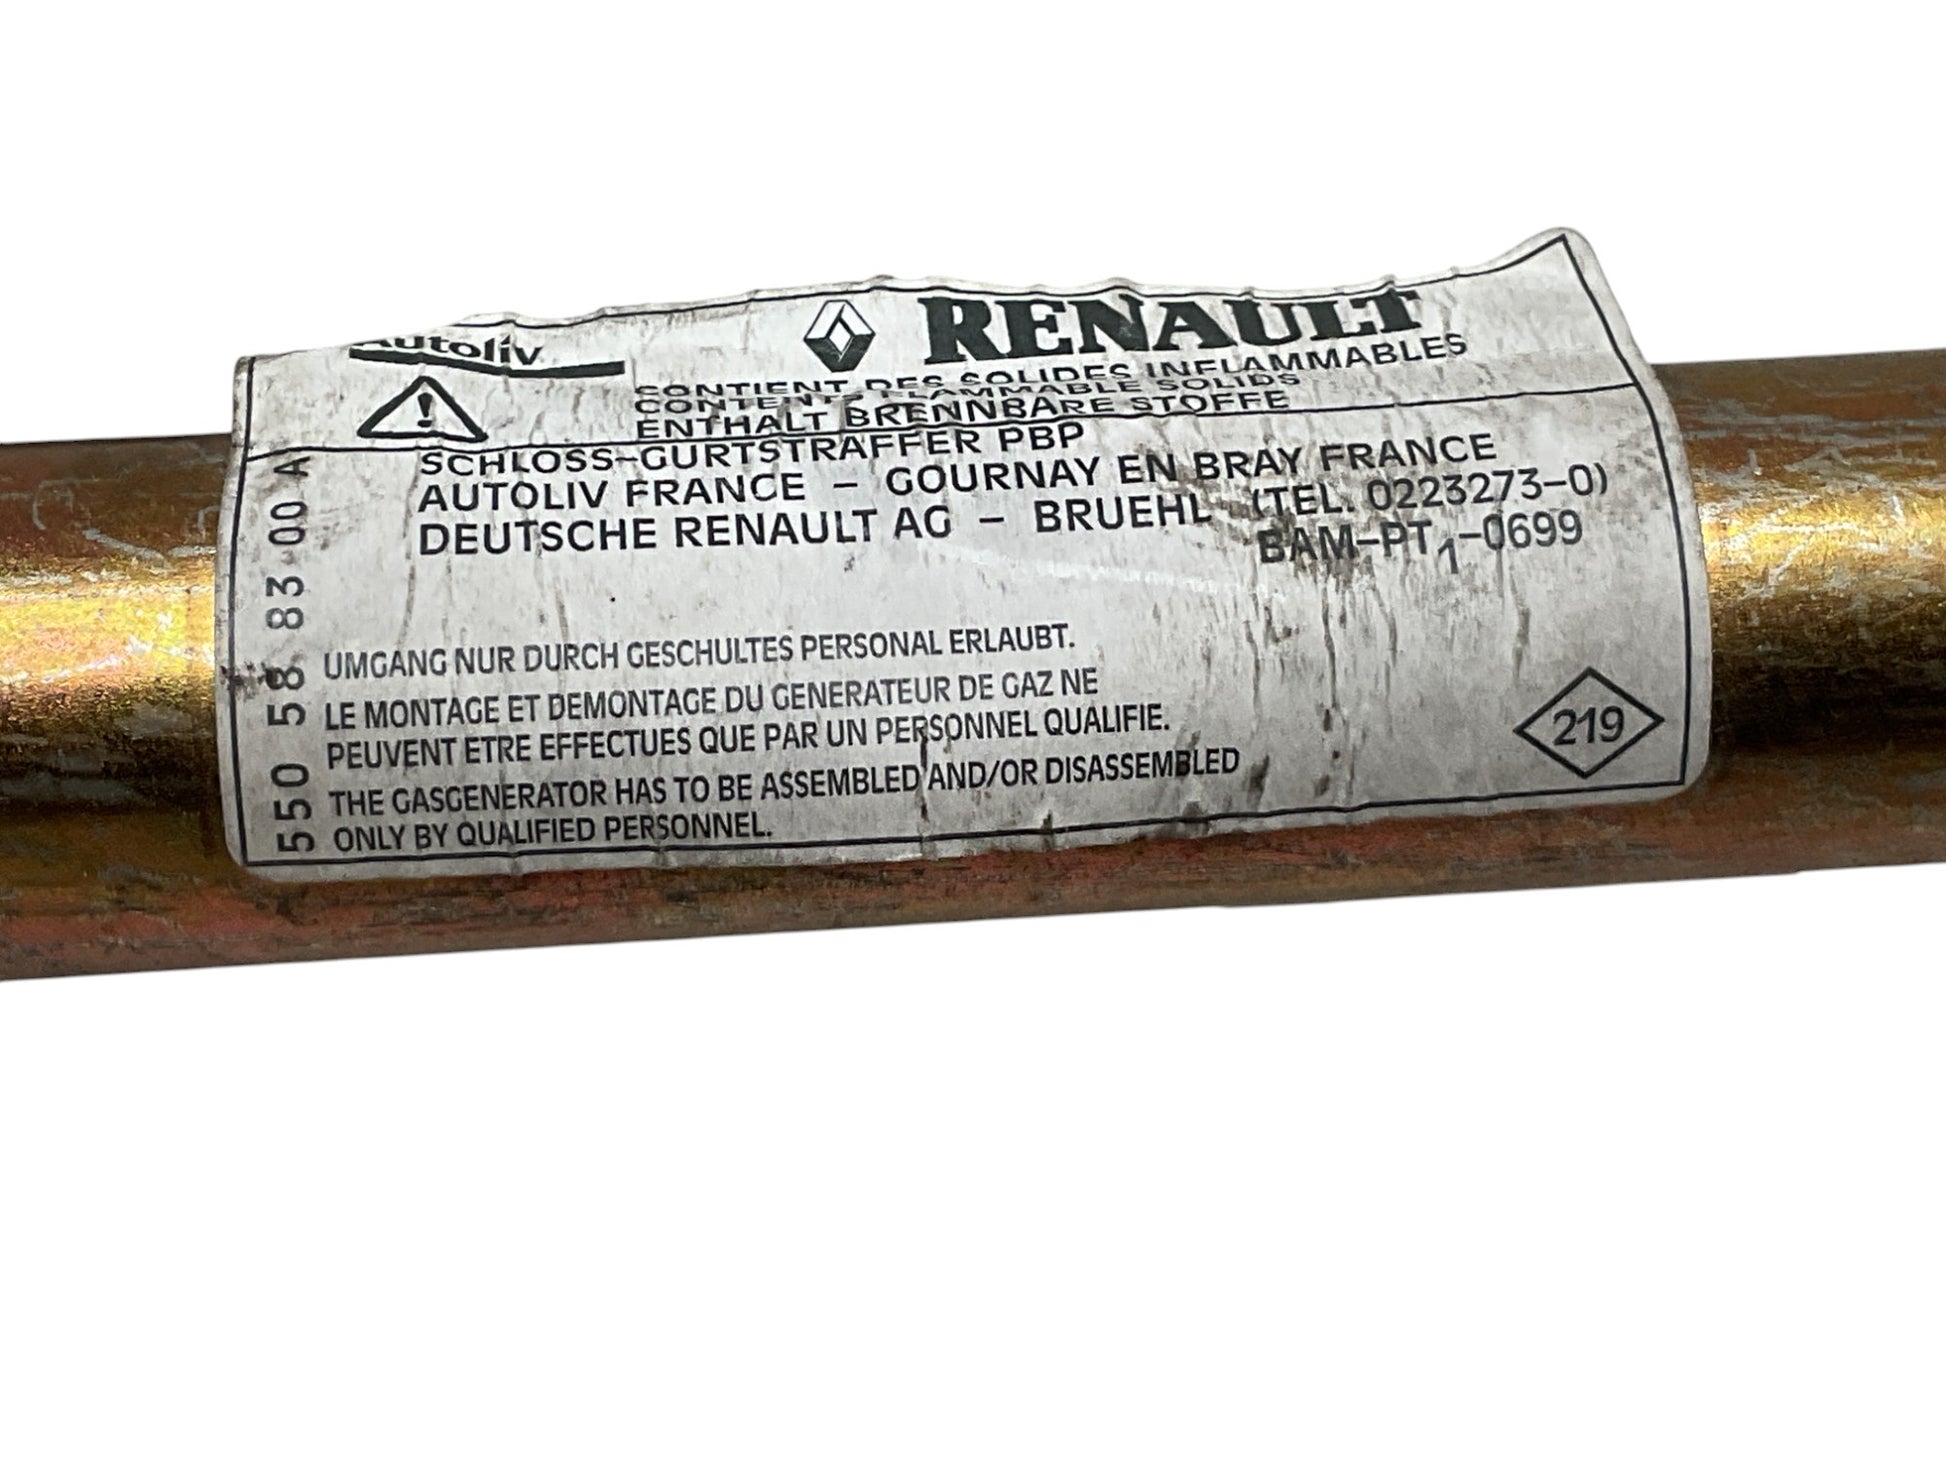 Autoliv
RENAULT
CONTIENT DES SOLIDES INFLAMMABLES
CONTENTS FLAMMABLE SOLIDS
ENTHALT BRENNBARE STOFFE
SCHLOSS-GURTSTRAFFER PBP
AUTOLIV FRANCE - GOURNAY EN BRAY FRANCE
DEUTSCHE RENAULT AG - BRUEHL (TEL. 0223273-0)
BAM-PT1-0699
550 58 83 00 A
UMGANG NUR DURCH GESCHULTES PERSONAL ERLAUBT.
LE MONTAGE ET DEMONTAGE DU GENERATEUR DE GAZ NE
PEUVENT ETRE EFFECTUES QUE PAR UN PERSONNEL QUALIFIE.
THE GASGENERATOR HAS TO BE ASSEMBLED AND/OR DISASSEMBLED
ONLY BY QUALIFIED PERSONNEL.
219